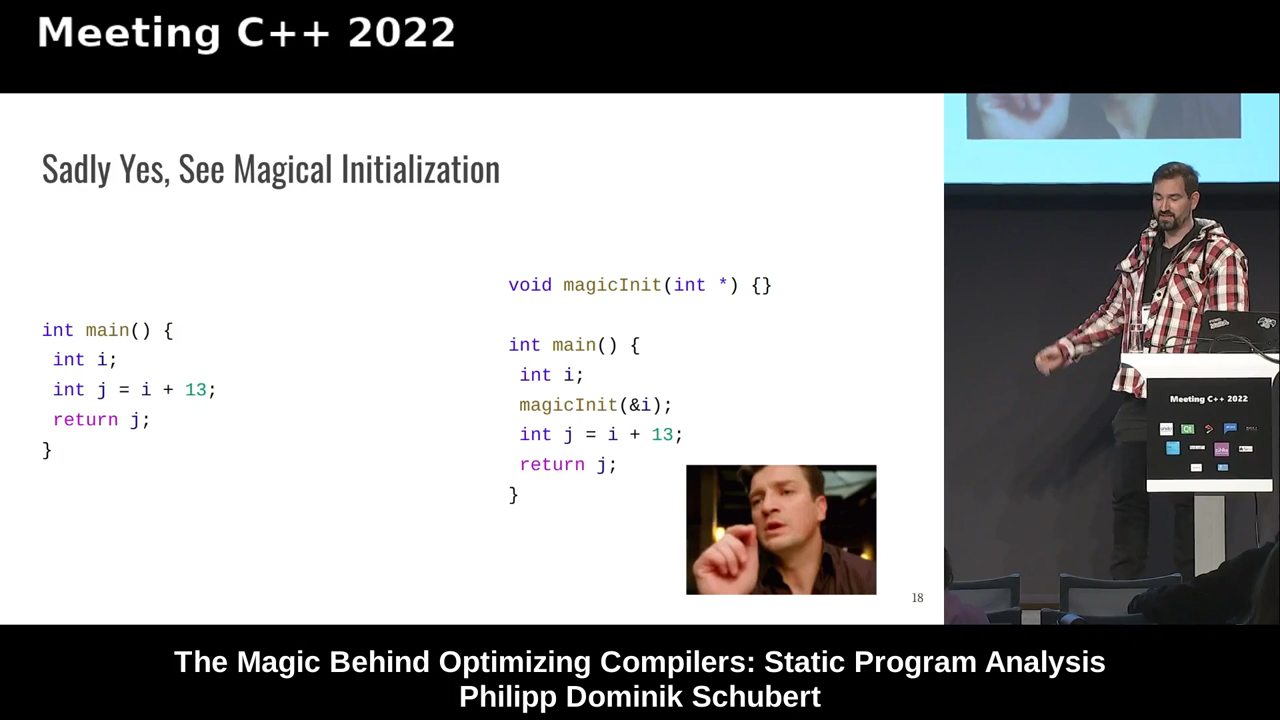 Meeting C++ 2022
Sadly Yes, See Magical Initialization
int main() {
 int i;
 int j = i + 13;
 return j;
}
void magicInit(int *) {}
int main() {
 int i;
 magicInit(&i);
 int j = i + 13;
 return j;
}
18
Meeting C++ 2022
The Magic Behind Optimizing Compilers: Static Program Analysis
Philipp Dominik Schubert